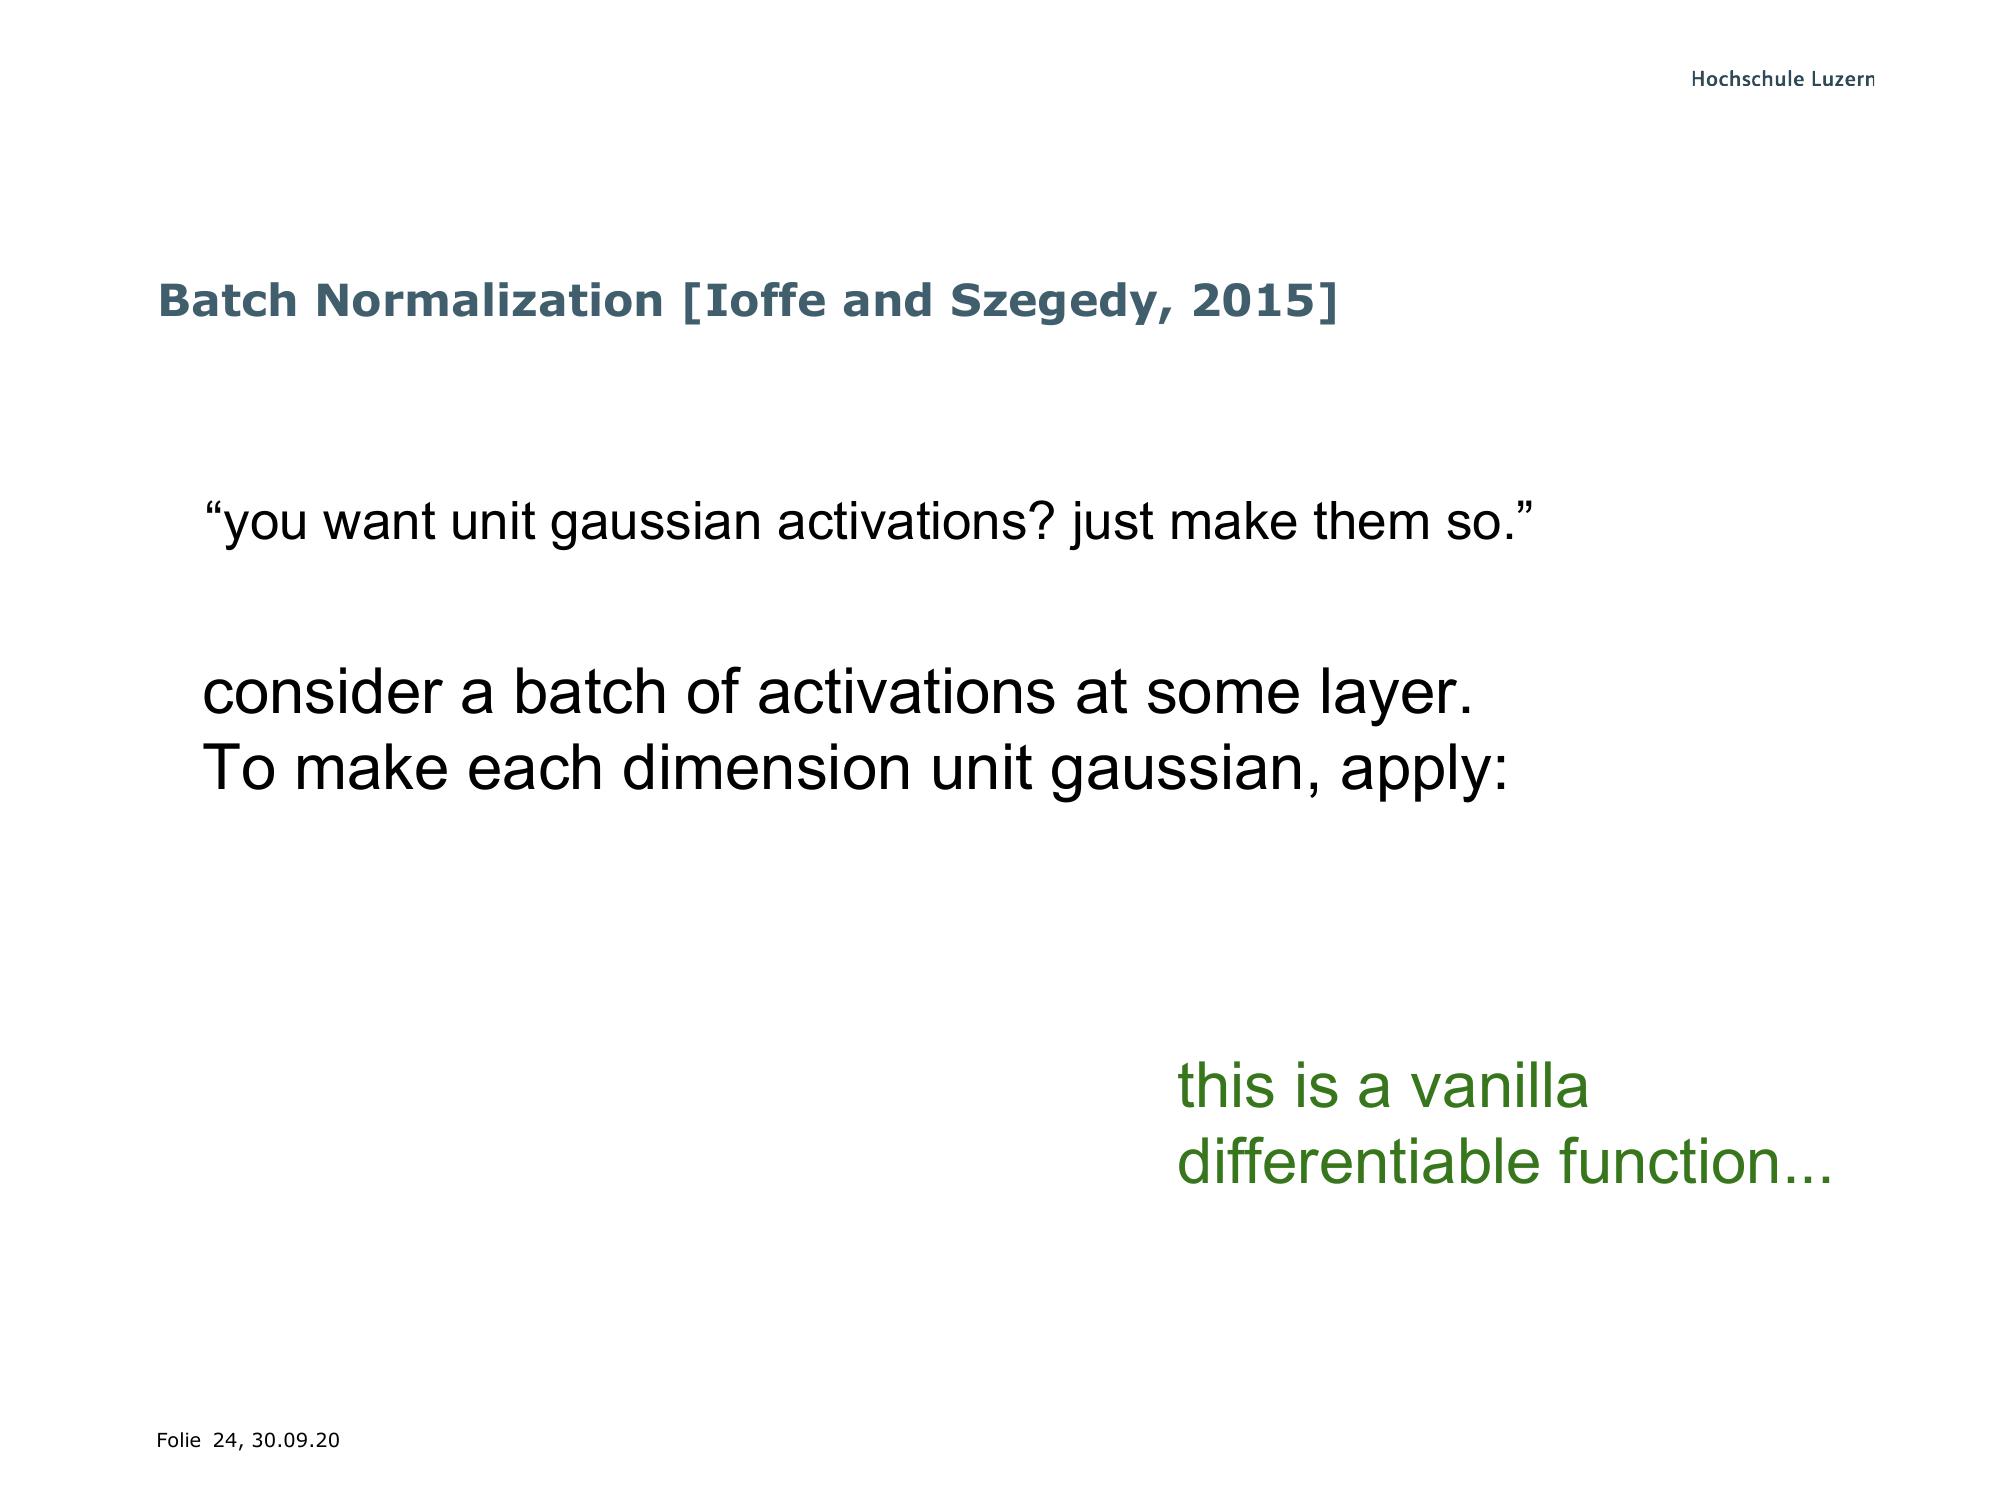 Hochschule Luzern
Batch Normalization [Ioffe and Szegedy, 2015]
“you want unit gaussian activations? just make them so.”
consider a batch of activations at some layer.
To make each dimension unit gaussian, apply:
this is a vanilla
differentiable function...
Folie 24, 30.09.20